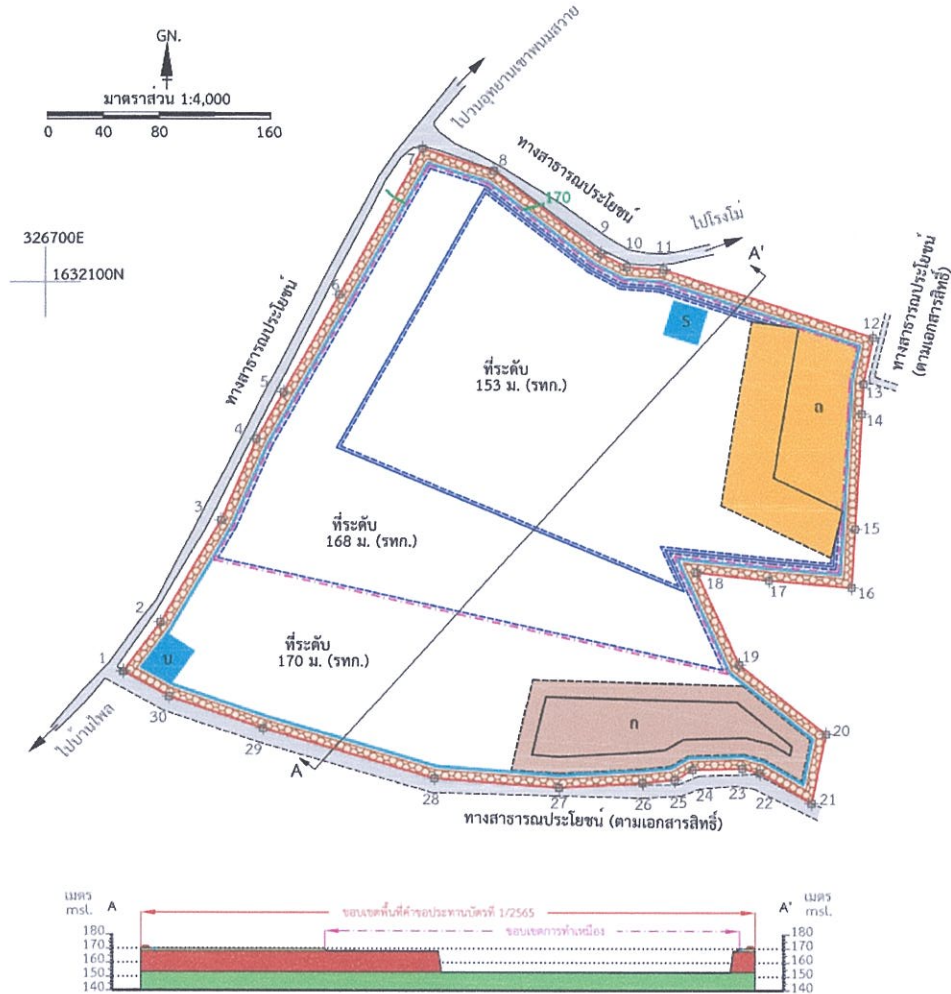 GN.
มาตราส่วน 1:4,000
0 40 80 160
ไปวนอุทยานเขาพนมสวาย
ทางสาธารณประโยชน์
170
ไปโรงโม่
326700E
1632100N
A'
7
8
9
10
11
12
ทางสาธารณประโยชน์
(ตามเอกสารสิทธิ์)
6
ทางสาธารณประโยชน์
S
ที่ระดับ
153 ม. (รทก.)
13
14
5
4
3
ที่ระดับ
168 ม. (รทก.)
15
18
17
16
2
1
บ
ที่ระดับ
170 ม. (รทก.)
19
ก
20
30
29
ไปบ้านไพล
A
28
27
26
25
24
23
22
21
ทางสาธารณประโยชน์ (ตามเอกสารสิทธิ์)
เมตร
msl.
A
ขอบเขตพื้นที่คำขอประทานบัตรที่ 1/2565
ขอบเขตการทำเหมือง
A'
เมตร
msl.
180
170
160
150
140
180
170
160
150
140